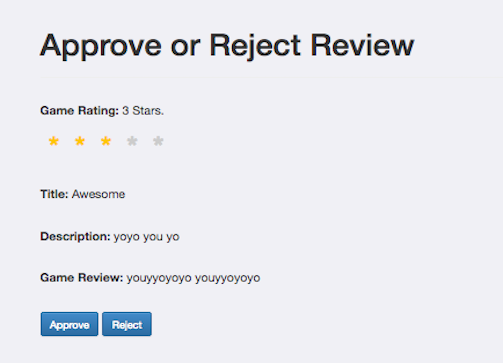 Approve or Reject Review
Game Rating: 3 Stars.
Title: Awesome
Description: yoyo you yo
Game Review: youyyoyoyo youyyoyoyo
Approve Reject